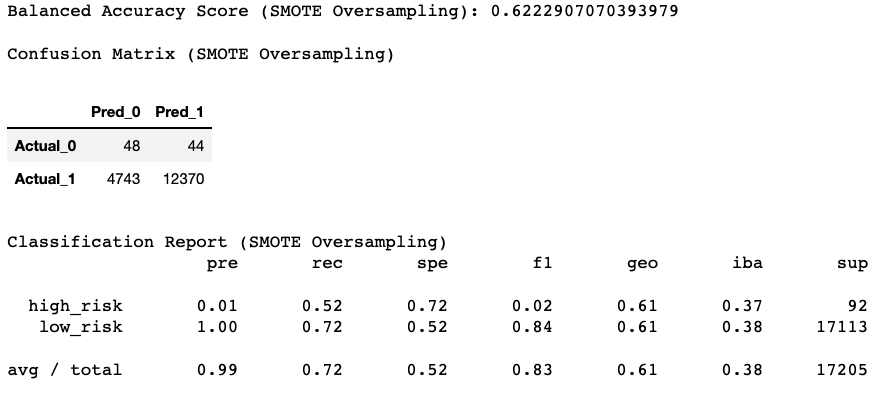 Balanced Accuracy Score (SMOTE Oversampling): 0.6222907070393979
Confusion Matrix (SMOTE Oversampling)
Pred_0 Pred_1
Actual_0 48 44
Actual_1 4743 12370
Classification Report (SMOTE Oversampling)
pre rec spe f1 geo iba sup
high_risk 0.01 0.52 0.72 0.02 0.61 0.37 92
low_risk 1.00 0.72 0.52 0.84 0.61 0.38 17113
avg / total 0.99 0.72 0.52 0.83 0.61 0.38 17205